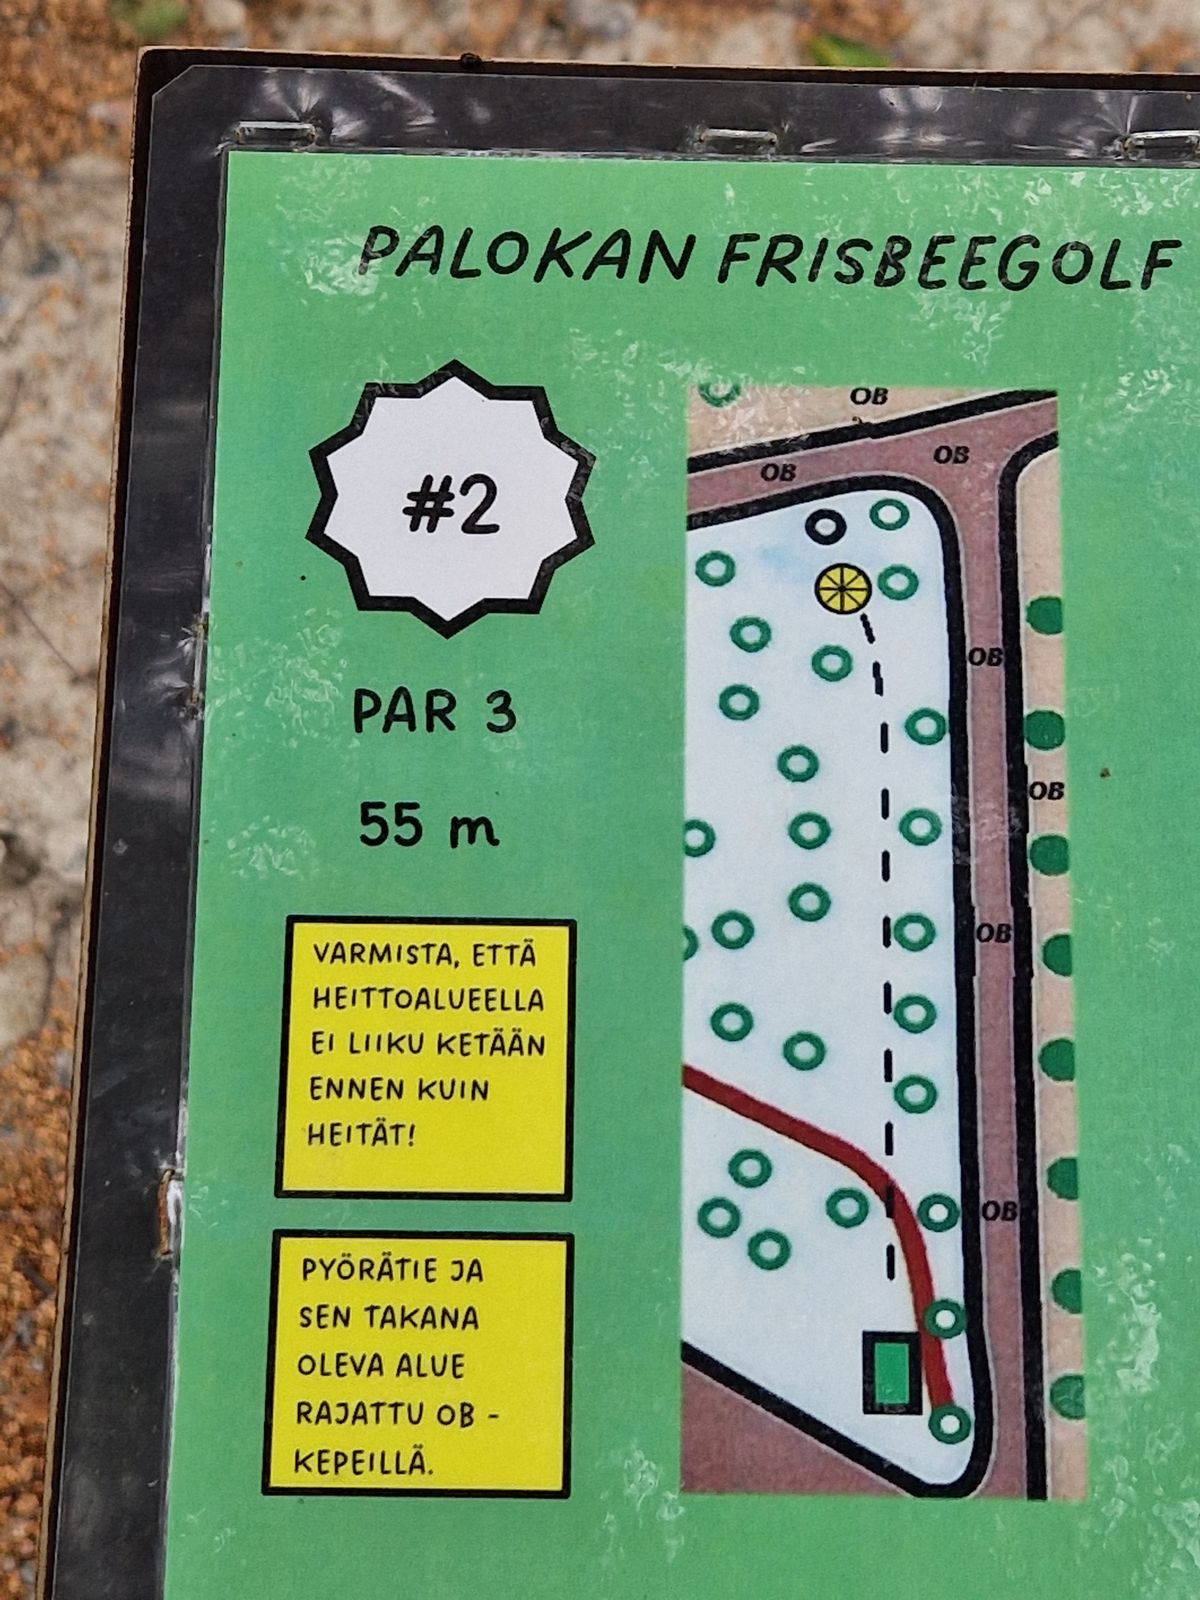 PALOKAN FRISBEEGOLF
#2
PAR 3
55 m
VARMISTA, ETTÄ
HEITTOALUEELLA
EI LIIKU KETÄÄN
ENNEN KUIN
HEITÄT!
PYÖRÄTIE JA
SEN TAKANA
OLEVA ALUE
RAJATTU OB -
KEPEILLÄ.
OB
OB
OB
OB
OB
OB
OB